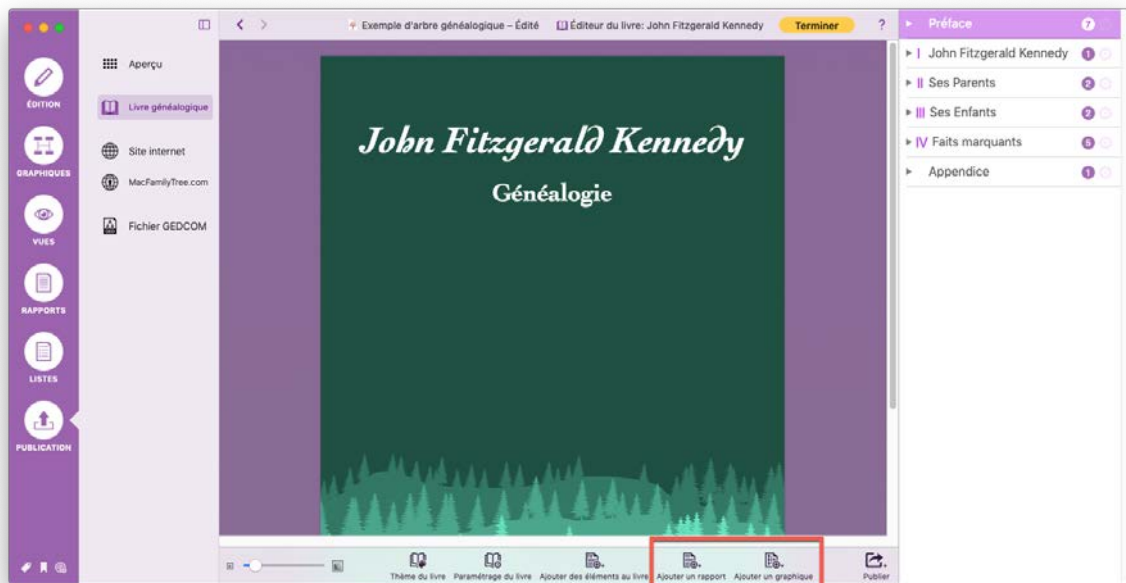 Exemple d'arbre généalogique – Édité
Éditeur du livre: John Fitzgerald Kennedy
Terminer
?
ÉDITION
GRAPHIQUES
VUES
RAPPORTS
LISTES
PUBLICATION
Aperçu
Livre généalogique
Site internet
MacFamilyTree.com
Fichier GEDCOM
John Fitzgerald Kennedy
Généalogie
Thème du livre
Paramétrage du livre
Ajouter des éléments au livre
Ajouter un rapport
Ajouter un graphique
Publier
Préface 7
I John Fitzgerald Kennedy 1
II Ses Parents 2
III Ses Enfants 2
IV Faits marquants 5
Appendice 1